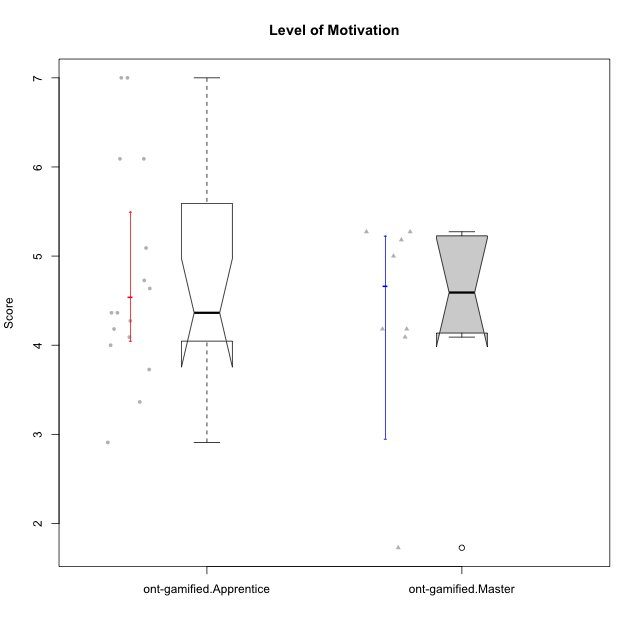 Level of Motivation
Score
7
6
5
4
3
2
ont-gamified.Apprentice
ont-gamified.Master